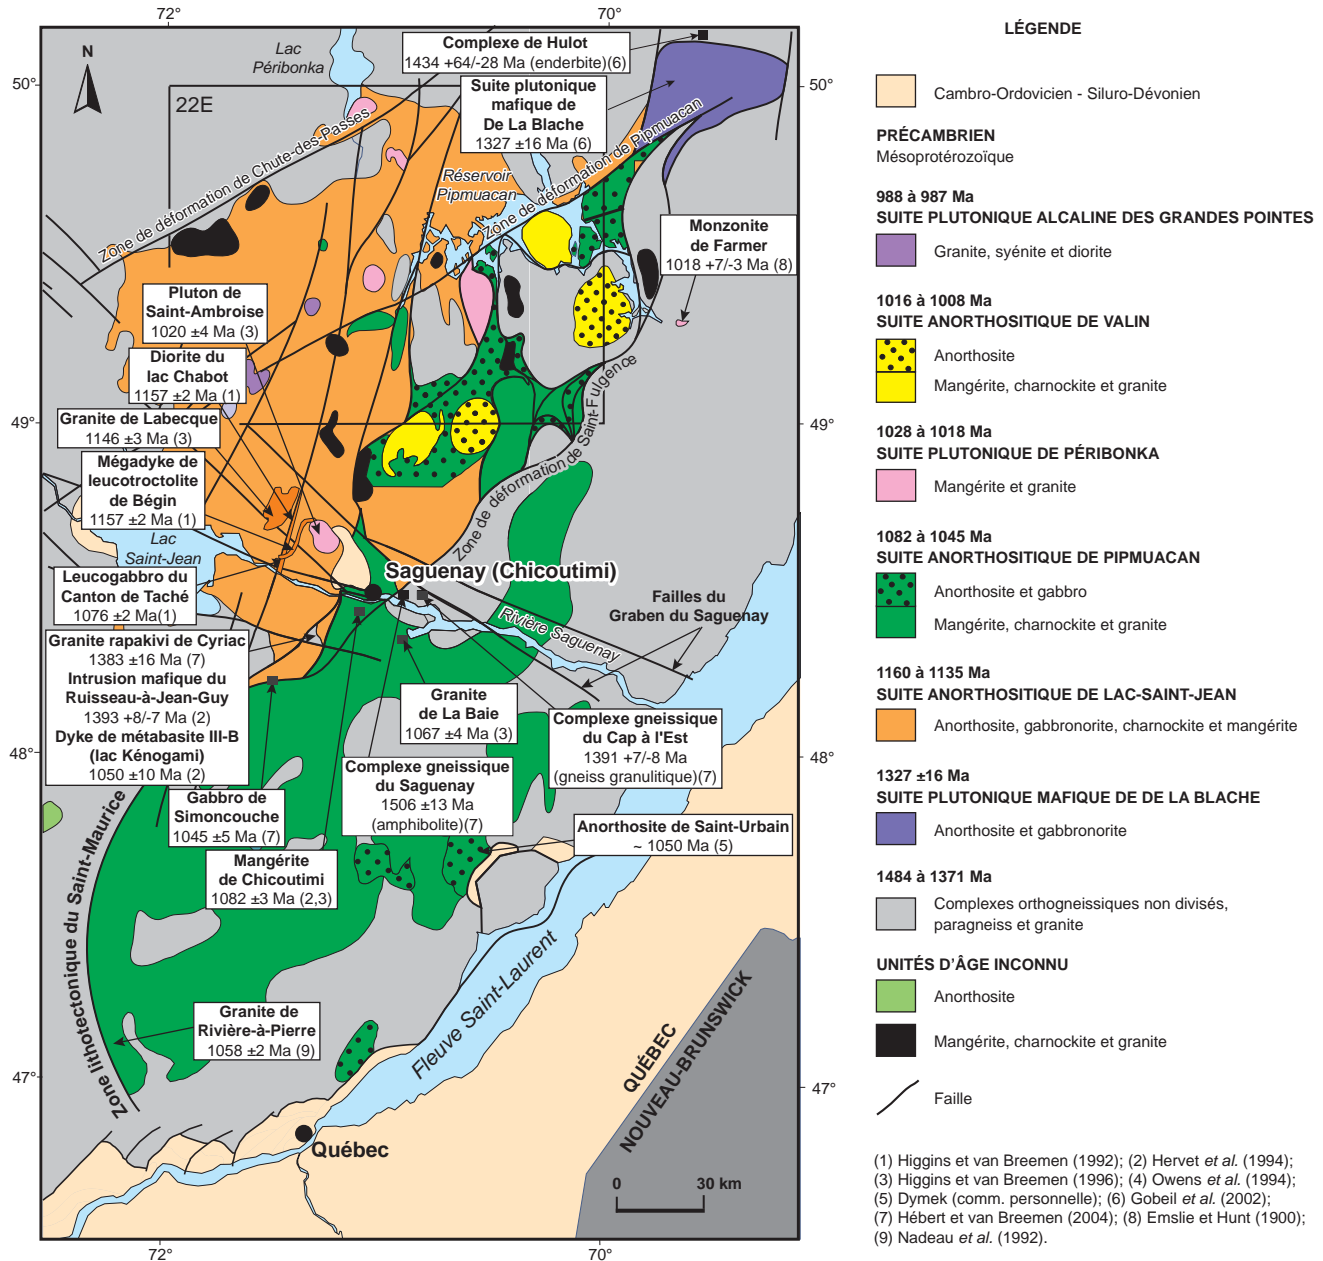 72°
70°
N
Lac
Péribonka
Complexe de Hulot
1434 +64/-28 Ma (enderbite)(6)
50°
50°
22E
Suite plutonique
mafique de
De La Blache
1327 ±16 Ma (6)
Zone de déformation de Chute-des-Passes
Zone de déformation de Pipmuacan
Réservoir
Pipmuacan
Monzonite
de Farmer
1018 +7/-3 Ma (8)
Pluton de
Saint-Ambroise
1020 ±4 Ma (3)
Diorite du
lac Chabot
1157 ±2 Ma (1)
Granite de Labecque
1146 ±3 Ma (3)
49°
49°
Mégadyke de
leucotroctolite
de Bégin
1157 ±2 Ma (1)
Zone de déformation de Saint-Fulgence
Lac
Saint-Jean
Saguenay (Chicoutimi)
Leucogabbro du
Canton de Taché
1076 ±2 Ma(1)
Failles du
Graben du Saguenay
Rivière Saguenay
Granite rapakivi de Cyriac
1383 ±16 Ma (7)
Intrusion mafique du
Ruisseau-à-Jean-Guy
1393 +8/-7 Ma (2)
Dyke de métabasite III-B
(lac Kénogami)
1050 ±10 Ma (2)
Granite
de La Baie
1067 ±4 Ma (3)
Complexe gneissique
du Cap à l'Est
1391 +7/-8 Ma
(gneiss granulitique)(7)
48°
48°
Complexe gneissique
du Saguenay
1506 ±13 Ma
(amphibolite)(7)
Gabbro de
Simoncouche
1045 ±5 Ma (7)
Anorthosite de Saint-Urbain
~ 1050 Ma (5)
Mangérite
de Chicoutimi
1082 ±3 Ma (2,3)
Zone lithotectonique du Saint-Maurice
Granite de
Rivière-à-Pierre
1058 ±2 Ma (9)
Fleuve Saint-Laurent
QUÉBEC
NOUVEAU-BRUNSWICK
47°
47°
Québec
0 30 km
72°
70°
LÉGENDE
Cambro-Ordovicien - Siluro-Dévonien
PRÉCAMBRIEN
Mésoprotérozoïque
988 à 987 Ma
SUITE PLUTONIQUE ALCALINE DES GRANDES POINTES
Granite, syénite et diorite
1016 à 1008 Ma
SUITE ANORTHOSITIQUE DE VALIN
Anorthosite
Mangérite, charnockite et granite
1028 à 1018 Ma
SUITE PLUTONIQUE DE PÉRIBONKA
Mangérite et granite
1082 à 1045 Ma
SUITE ANORTHOSITIQUE DE PIPMUACAN
Anorthosite et gabbro
Mangérite, charnockite et granite
1160 à 1135 Ma
SUITE ANORTHOSITIQUE DE LAC-SAINT-JEAN
Anorthosite, gabbronorite, charnockite et mangérite
1327 ±16 Ma
SUITE PLUTONIQUE MAFIQUE DE DE LA BLACHE
Anorthosite et gabbronorite
1484 à 1371 Ma
Complexes orthogneissiques non divisés,
paragneiss et granite
UNITÉS D'ÂGE INCONNU
Anorthosite
Mangérite, charnockite et granite
Faille
(1) Higgins et van Breemen (1992); (2) Hervet et al. (1994);
(3) Higgins et van Breemen (1996); (4) Owens et al. (1994);
(5) Dymek (comm. personnelle); (6) Gobeil et al. (2002);
(7) Hébert et van Breemen (2004); (8) Emslie et Hunt (1900);
(9) Nadeau et al. (1992).